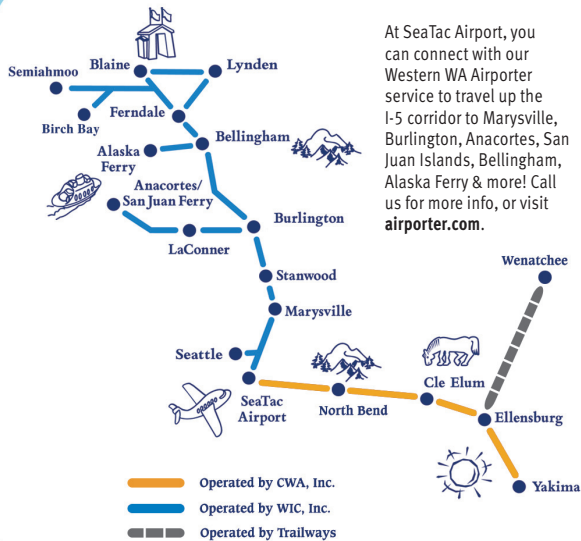 At SeaTac Airport, you
can connect with our
Western WA Airporter
service to travel up the
I-5 corridor to Marysville,
Burlington, Anacortes, San
Juan Islands, Bellingham,
Alaska Ferry & more! Call
us for more info, or visit
airporter.com.
Blaine
Lynden
Semiahmoo
Ferndale
Birch Bay
Bellingham
Alaska
Ferry
Anacortes/
San Juan Ferry
Burlington
LaConner
Wenatchee
Stanwood
Marysville
Seattle
SeaTac
Airport
North Bend
Cle Elum
Ellensburg
Yakima
Operated by CWA, Inc.
Operated by WIC, Inc.
Operated by Trailways